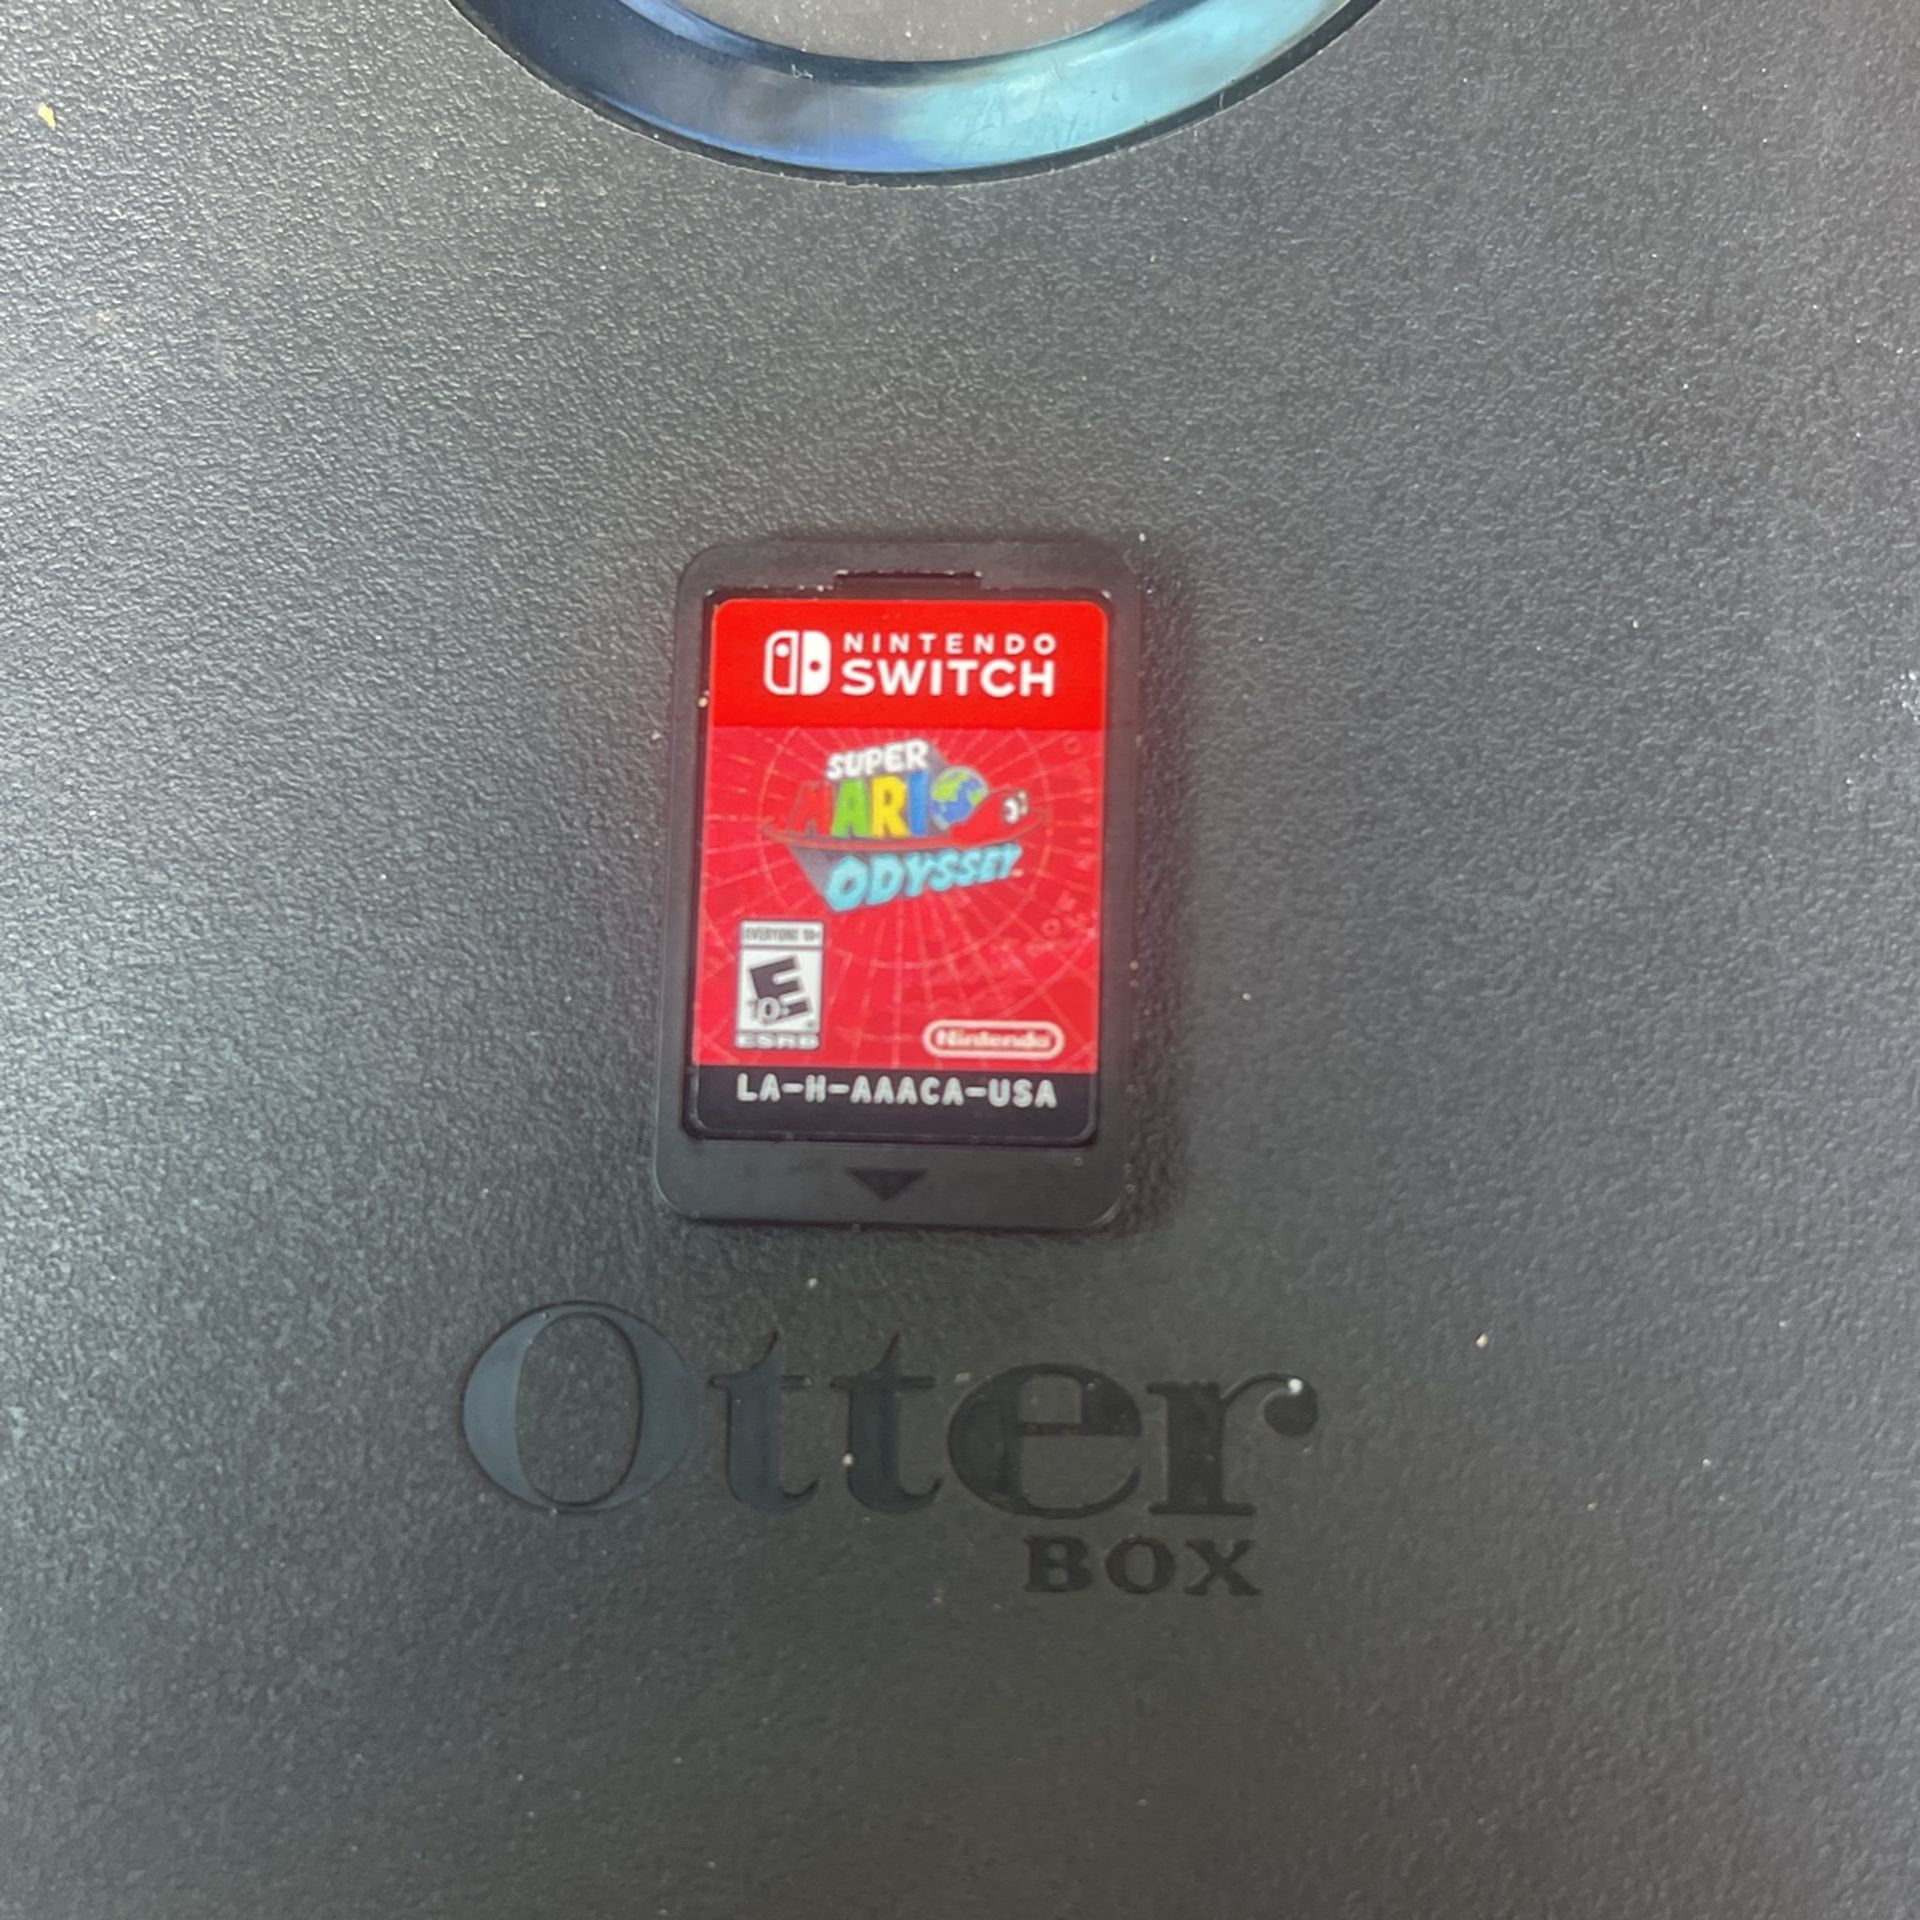 NINTENDO
SWITCH
SUPER
MARIO
ODYSSEY
EVERYONE 10+
E
10+
ESRB
Nintendo
LA-H-AAACA-USA
Otter
BOX